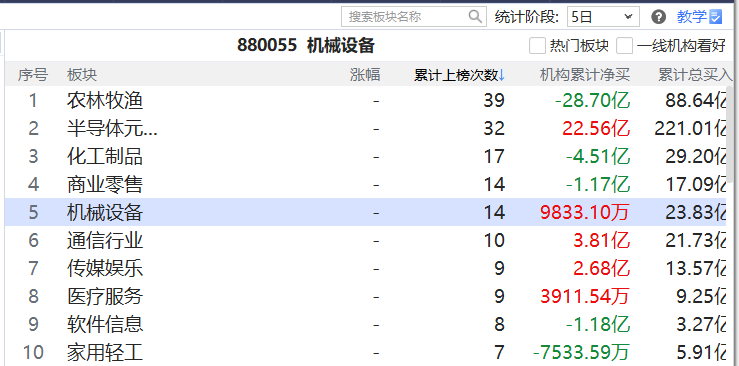 搜索板块名称 统计阶段: 5日 教学
880055 机械设备 热门板块 一线机构看好
序号 板块 涨幅 累计上榜次数↓ 机构累计净买 累计总买入
1 农林牧渔 - 39 -28.70亿 88.64亿
2 半导体元... - 32 22.56亿 221.01亿
3 化工制品 - 17 -4.51亿 29.20亿
4 商业零售 - 14 -1.17亿 17.09亿
5 机械设备 - 14 9833.10万 23.83亿
6 通信行业 - 10 3.81亿 21.73亿
7 传媒娱乐 - 9 2.68亿 13.57亿
8 医疗服务 - 9 3911.54万 9.25亿
9 软件信息 - 8 -1.18亿 3.27亿
10 家用轻工 - 7 -7533.59万 5.91亿